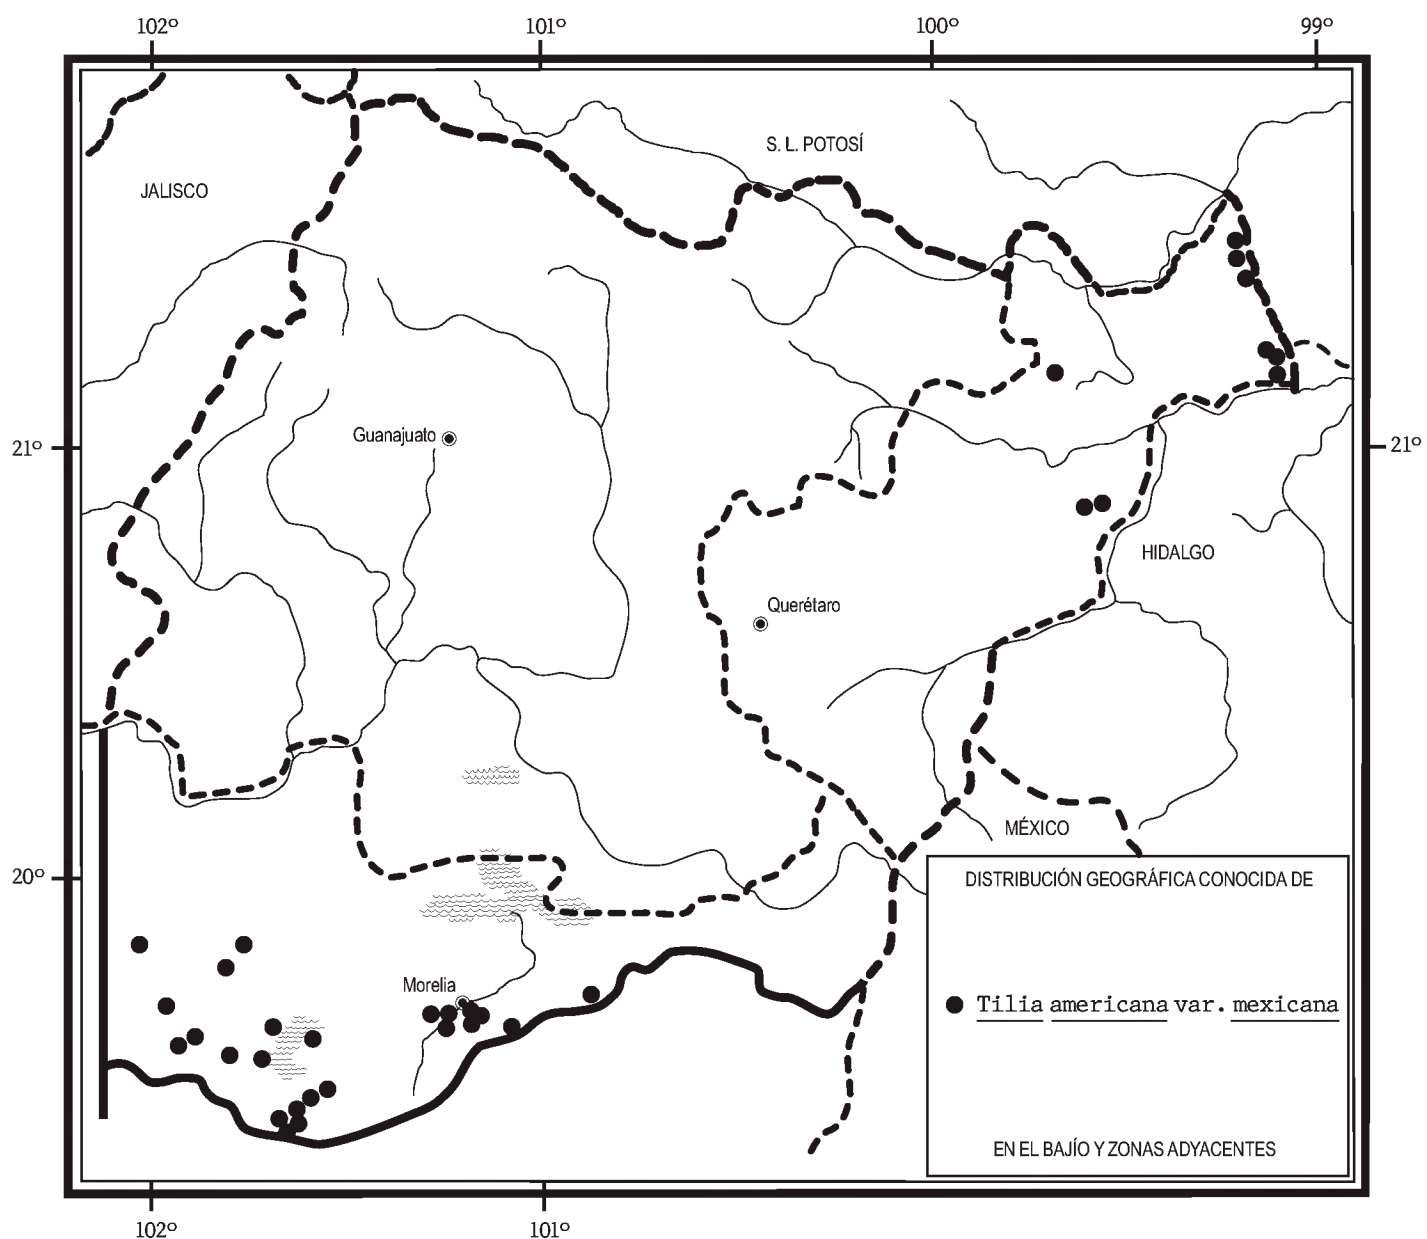 102º 101º 100º 99º
S. L. POTOSÍ
JALISCO
Guanajuato
21º
21º
HIDALGO
Querétaro
MÉXICO
20º
DISTRIBUCIÓN GEOGRÁFICA CONOCIDA DE
Morelia
Tilia americana var. mexicana
EN EL BAJÍO Y ZONAS ADYACENTES
102º 101º